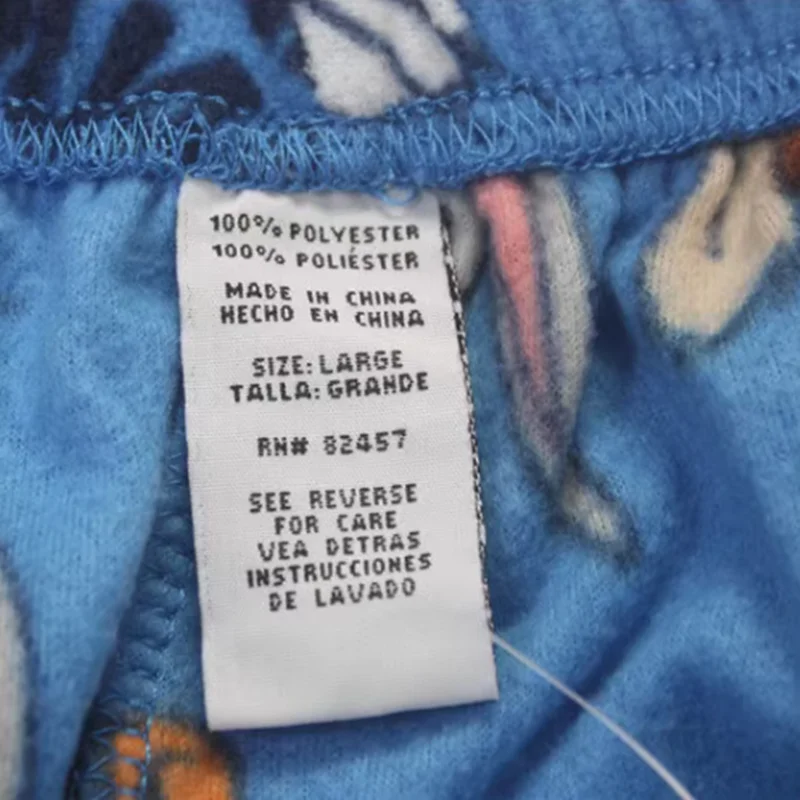 100% POLYESTER
100% POLIÉSTER
MADE IN CHINA
HECHO EN CHINA
SIZE: LARGE
TALLA: GRANDE
RN# 82457
SEE REVERSE
FOR CARE
VEA DETRAS
INSTRUCCIONES
DE LAVADO